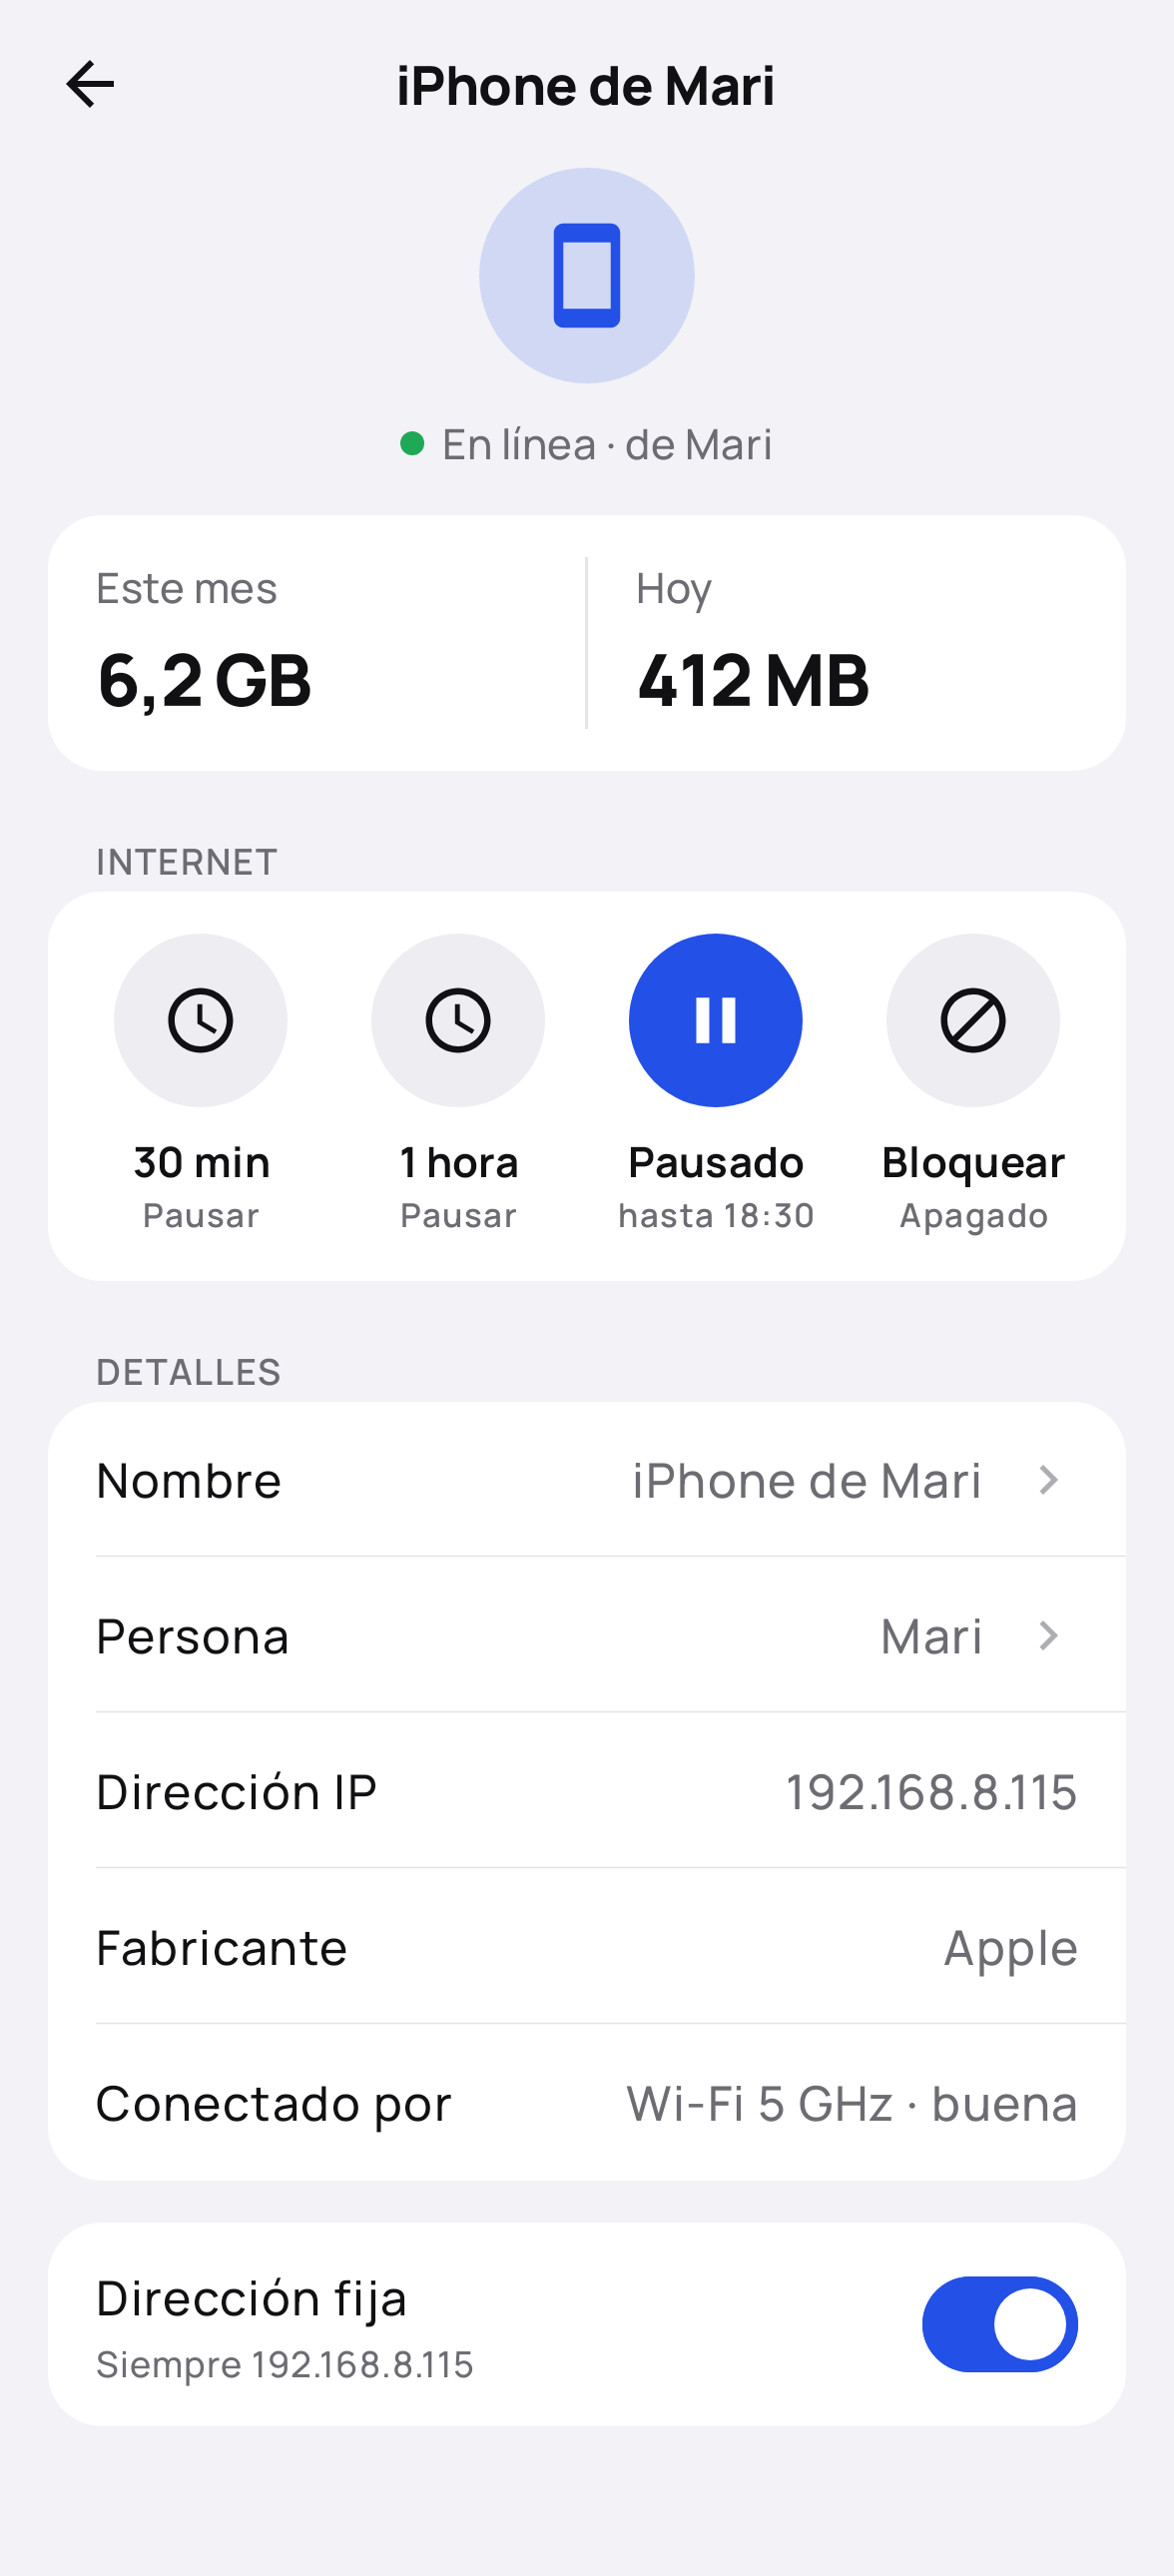 iPhone de Mari
En línea · de Mari
Este mes
6,2 GB
Hoy
412 MB
INTERNET
30 min
Pausar
1 hora
Pausar
Pausado
hasta 18:30
Bloquear
Apagado
DETALLES
Nombre
iPhone de Mari
Persona
Mari
Dirección IP
192.168.8.115
Fabricante
Apple
Conectado por
Wi-Fi 5 GHz · buena
Dirección fija
Siempre 192.168.8.115